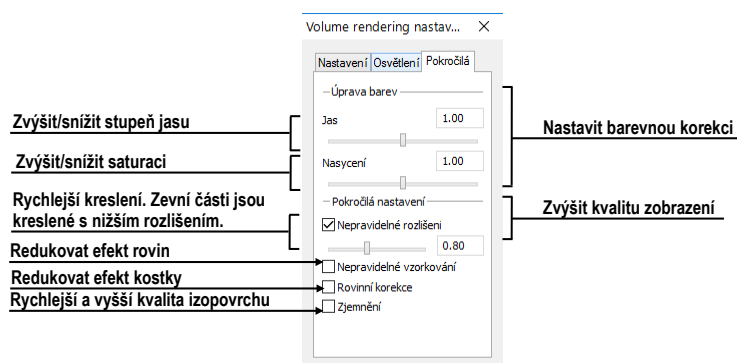 Volume rendering nastav...
Nastavení Osvětlení Pokročilá
Úprava barev
Zvýšit/snížit stupeň jasu
Jas 1.00
Nastavit barevnou korekci
Zvýšit/snížit saturaci
Nasycení 1.00
Rychlejší kreslení. Zevní části jsou
kreslené s nižším rozlišením.
Pokročilá nastavení
Zvýšit kvalitu zobrazení
Nepravidelné rozlišeni
0.80
Redukovat efekt rovin
Nepravidelné vzorkování
Redukovat efekt kostky
Rovinní korekce
Rychlejší a vyšší kvalita izopovrchu
Zjemnění